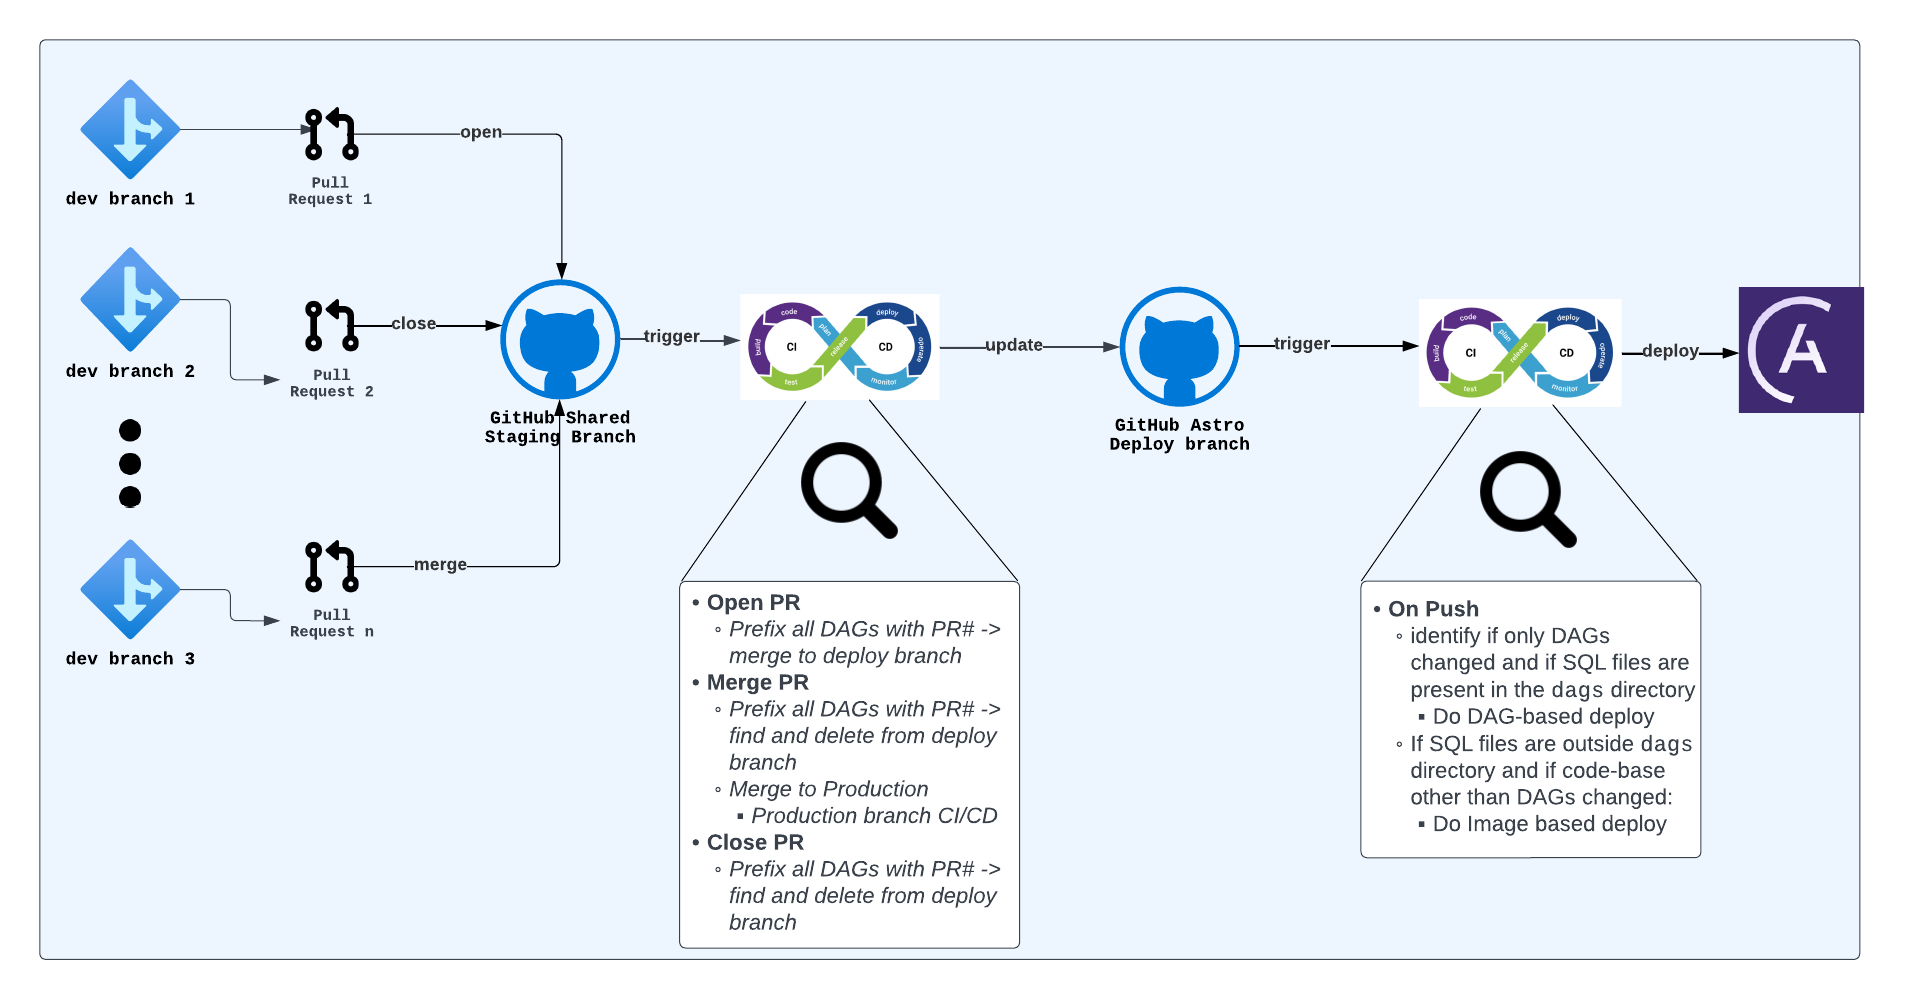 dev branch 1
Pull
Request 1
open
dev branch 2
Pull
Request 2
close
dev branch 3
Pull
Request n
merge
GitHub Shared
Staging Branch
trigger
code
build
test
CI
plan
release
deploy
operate
monitor
CD
update
GitHub Astro
Deploy branch
trigger
code
build
test
CI
plan
release
deploy
operate
monitor
CD
deploy
A
• Open PR
◦ Prefix all DAGs with PR# ->
merge to deploy branch
• Merge PR
◦ Prefix all DAGs with PR# ->
find and delete from deploy
branch
◦ Merge to Production
▪ Production branch CI/CD
• Close PR
◦ Prefix all DAGs with PR# ->
find and delete from deploy
branch
• On Push
◦ identify if only DAGs
changed and if SQL files are
present in the dags directory
▪ Do DAG-based deploy
◦ If SQL files are outside dags
directory and if code-base
other than DAGs changed:
▪ Do Image based deploy